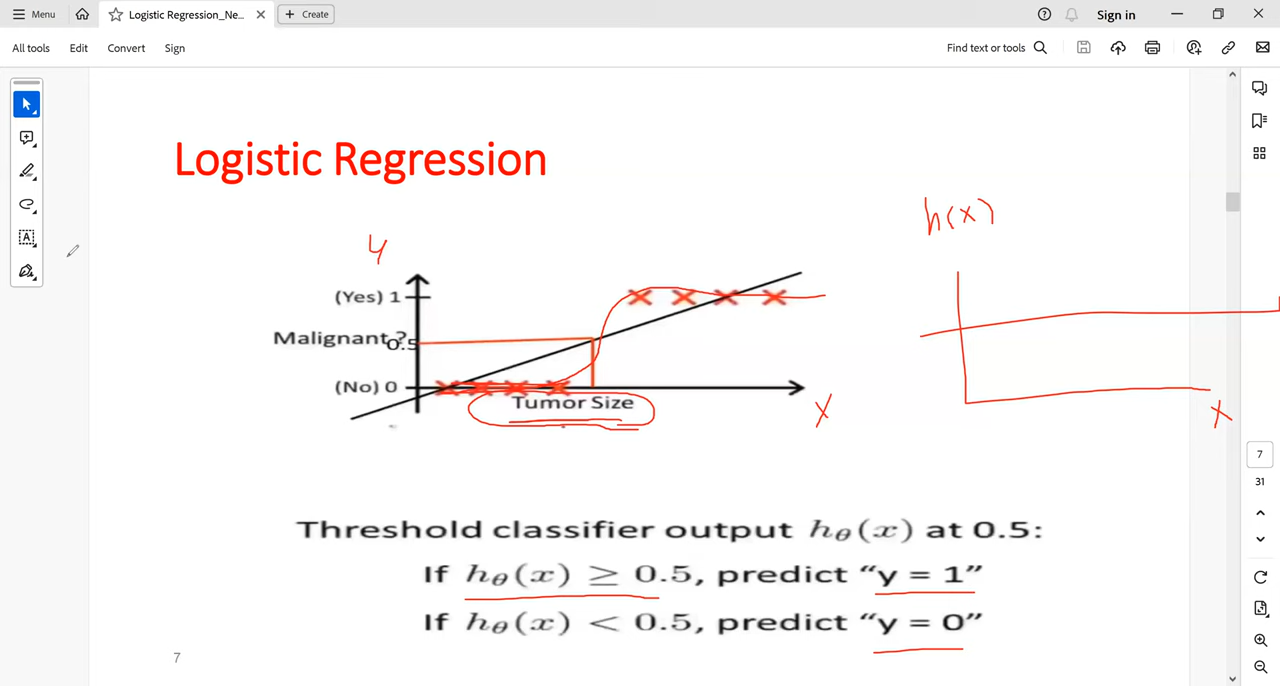 Menu
Logistic Regression_Ne...
Create
Sign in
All tools Edit Convert Sign
Find text or tools
Logistic Regression
h(x)
y
(Yes) 1
Malignant ?
0.5
(No) 0
Tumor Size
X
X
Threshold classifier output hθ(x) at 0.5:
If hθ(x) ≥ 0.5, predict “y = 1”
If hθ(x) < 0.5, predict “y = 0”
7
7
31